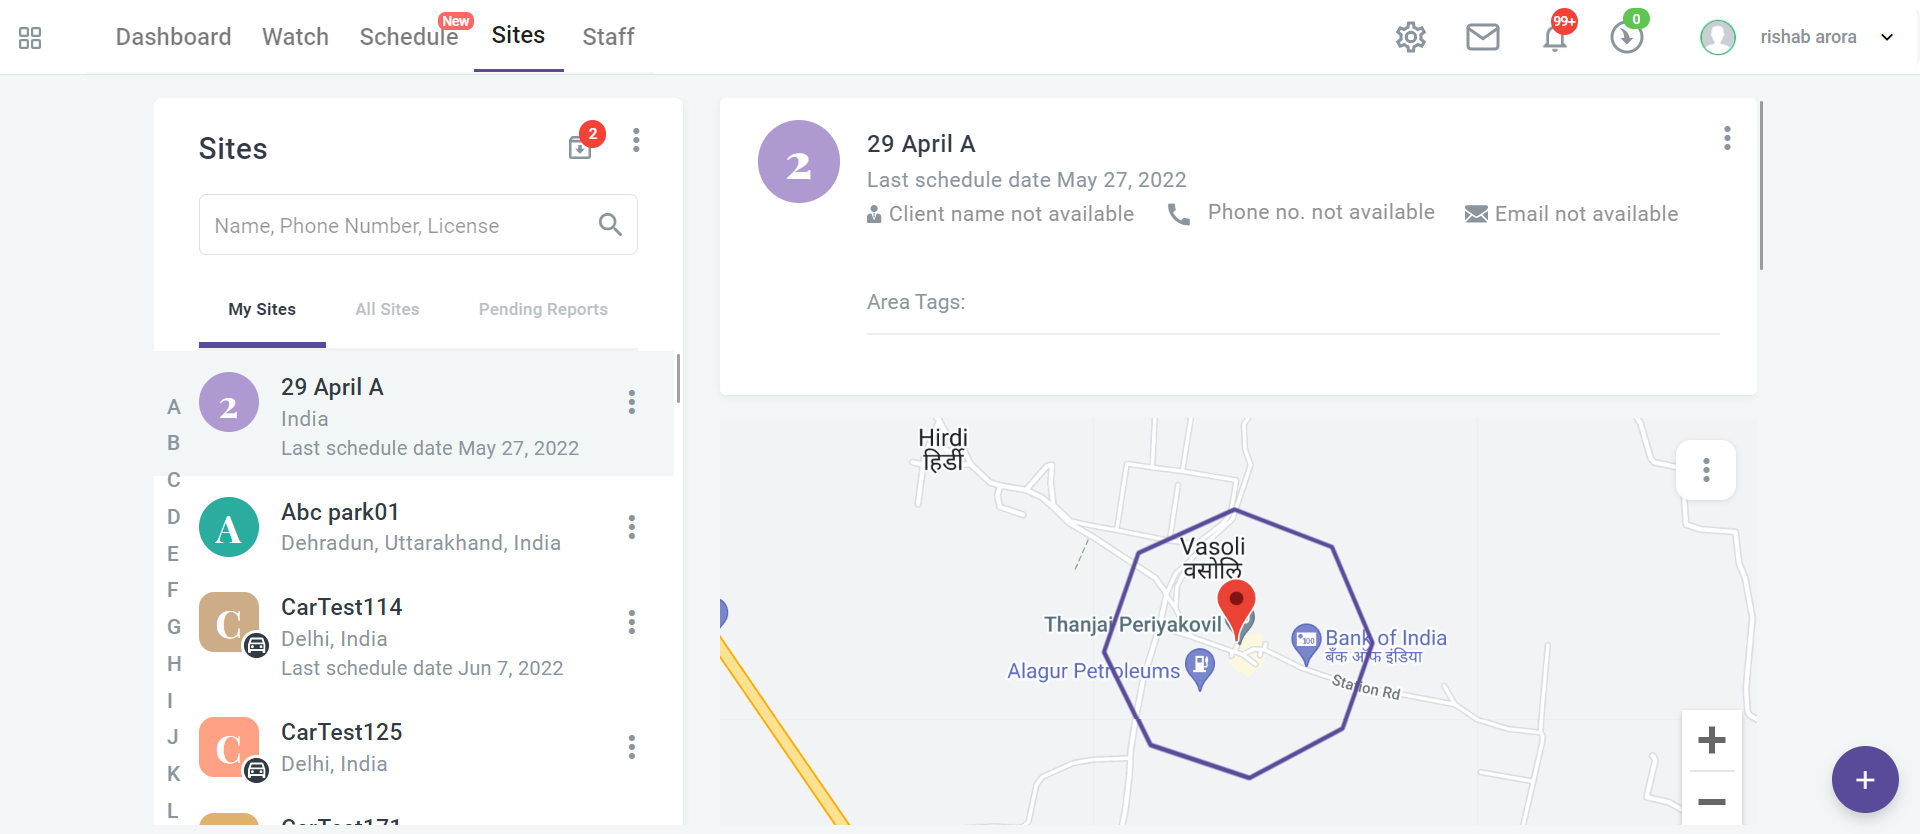 Dashboard
Watch
Schedule
New
Sites
Staff
99+
0
rishab arora
Sites
2
Name, Phone Number, License
My Sites
All Sites
Pending Reports
A
B
C
D
E
F
G
H
I
J
K
L
2
29 April A
India
Last schedule date May 27, 2022
A
Abc park01
Dehradun, Uttarakhand, India
C
CarTest114
Delhi, India
Last schedule date Jun 7, 2022
C
CarTest125
Delhi, India
CarTest171
2
29 April A
Last schedule date May 27, 2022
Client name not available
Phone no. not available
Email not available
Area Tags:
Hirdi
हिर्डी
Vasoli
वसोलि
Thanjai Periyakovil
100
Bank of India
बँक ऑफ इंडिया
Alagur Petroleums
Station Rd
+
−
+